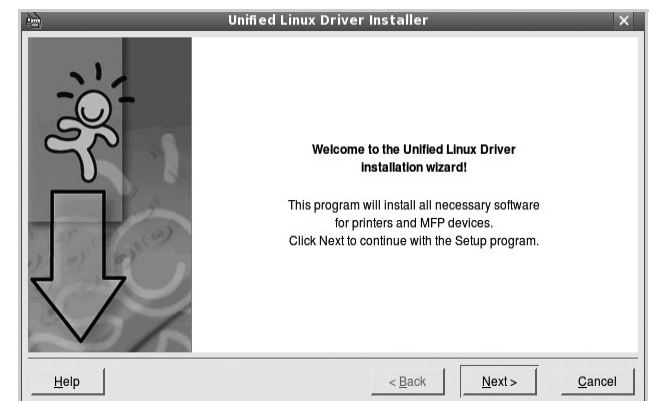 Unified Linux Driver Installer
Welcome to the Unified Linux Driver
installation wizard!
This program will install all necessary software
for printers and MFP devices.
Click Next to continue with the Setup program.
Help
< Back
Next >
Cancel